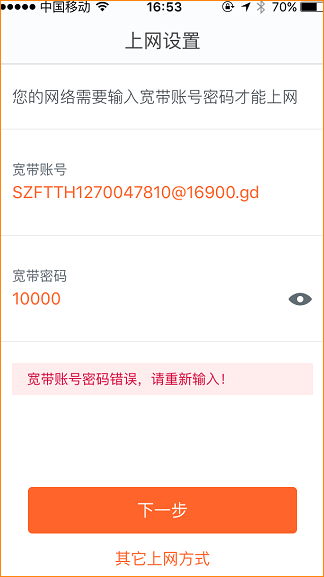 中国移动 16:53 70%
上网设置
您的网络需要输入宽带账号密码才能上网
宽带账号
SZFTTH1270047810@16900.gd
宽带密码
10000
宽带账号密码错误，请重新输入！
下一步
其它上网方式